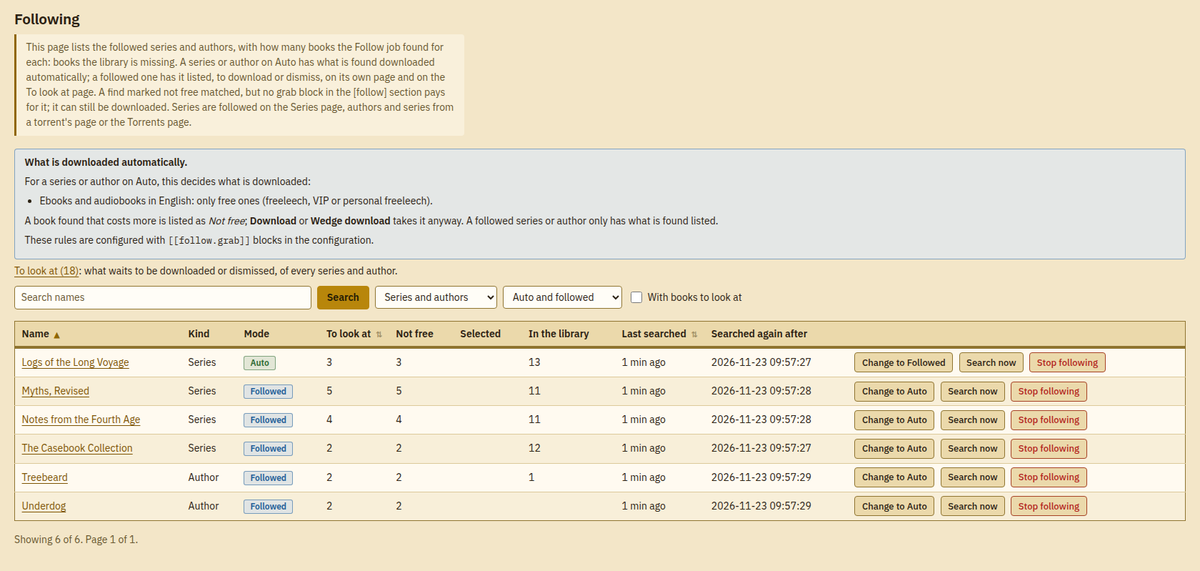 Following
This page lists the followed series and authors, with how many books the Follow job found for
each: books the library is missing. A series or author on Auto has what is found downloaded
automatically; a followed one has it listed, to download or dismiss, on its own page and on the
To look at page. A find marked not free matched, but no grab block in the [follow] section pays
for it; it can still be downloaded. Series are followed on the Series page, authors and series from
a torrent's page or the Torrents page.
What is downloaded automatically.
For a series or author on Auto, this decides what is downloaded:
• Ebooks and audiobooks in English: only free ones (freeleech, VIP or personal freeleech).
A book found that costs more is listed as Not free; Download or Wedge download takes it anyway. A followed series or author only has what is found listed.
These rules are configured with [[follow.grab]] blocks in the configuration.
To look at (18): what waits to be downloaded or dismissed, of every series and author.
Search names Search Series and authors Auto and followed With books to look at
Name ▲ Kind Mode To look at ⇅ Not free Selected In the library Last searched ⇅ Searched again after
Logs of the Long Voyage Series Auto 3 3 13 1 min ago 2026-11-23 09:57:27 Change to Followed Search now Stop following
Myths, Revised Series Followed 5 5 11 1 min ago 2026-11-23 09:57:28 Change to Auto Search now Stop following
Notes from the Fourth Age Series Followed 4 4 11 1 min ago 2026-11-23 09:57:28 Change to Auto Search now Stop following
The Casebook Collection Series Followed 2 2 12 1 min ago 2026-11-23 09:57:27 Change to Auto Search now Stop following
Treebeard Author Followed 2 2 1 1 min ago 2026-11-23 09:57:29 Change to Auto Search now Stop following
Underdog Author Followed 2 2 1 min ago 2026-11-23 09:57:29 Change to Auto Search now Stop following
Showing 6 of 6. Page 1 of 1.